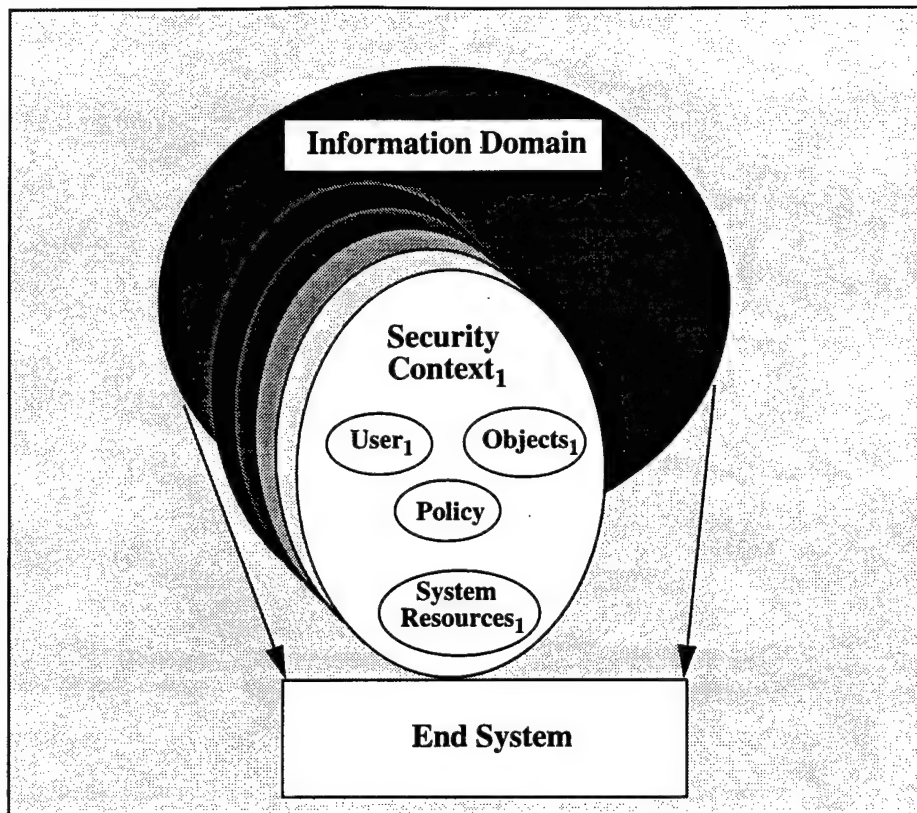 Information Domain
Security
Context₁
User₁
Objects₁
Policy
System
Resources₁
End System